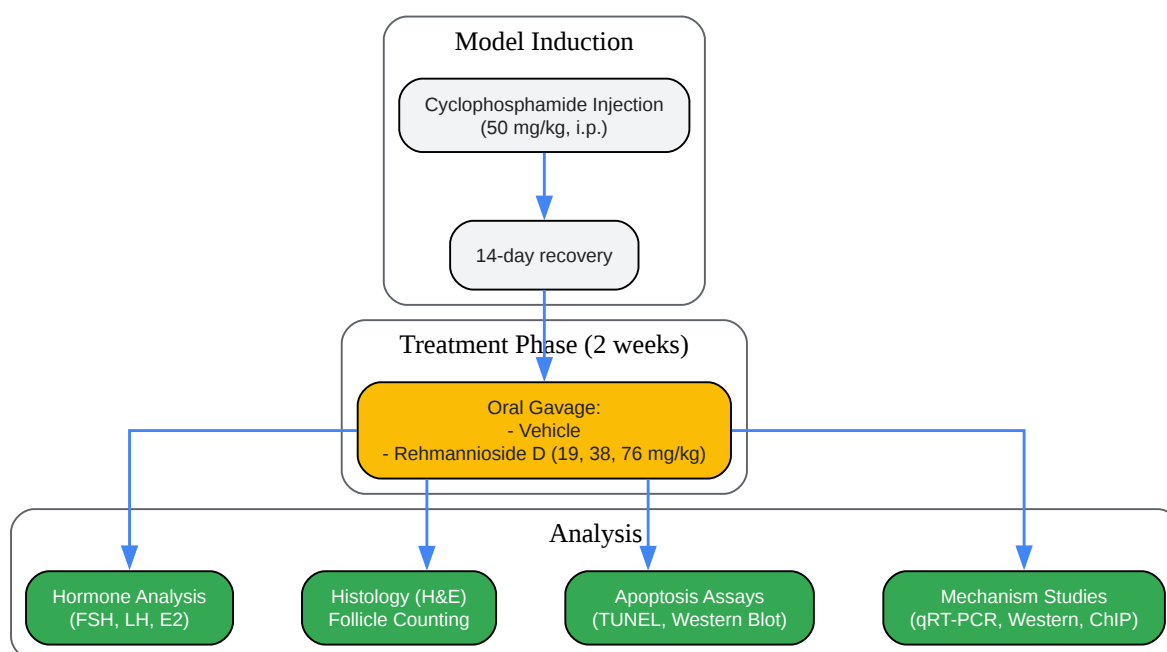 Model Induction
Cyclophosphamide Injection
(50 mg/kg, i.p.)
14-day recovery
Treatment Phase (2 weeks)
Oral Gavage:
- Vehicle
- Rehmannioside D (19, 38, 76 mg/kg)
Analysis
Hormone Analysis
(FSH, LH, E2)
Histology (H&E)
Follicle Counting
Apoptosis Assays
(TUNEL, Western Blot)
Mechanism Studies
(qRT-PCR, Western, ChIP)